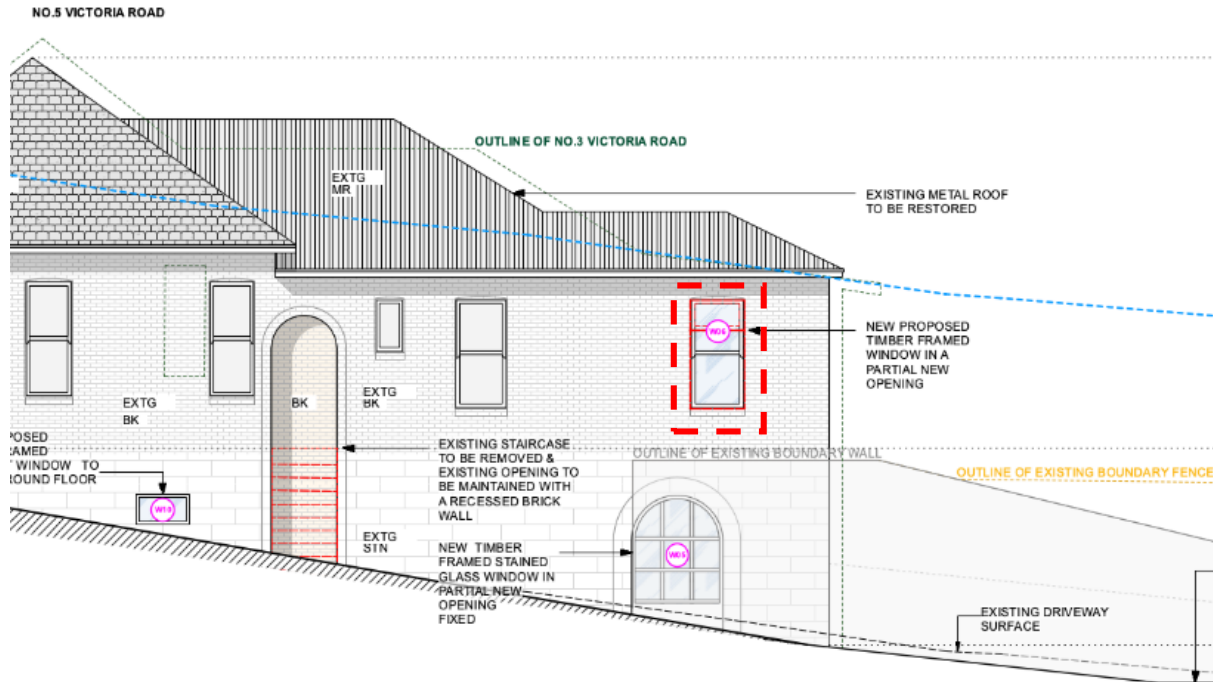 NO.5 VICTORIA ROAD
OUTLINE OF NO.3 VICTORIA ROAD
EXTG
MR
EXISTING METAL ROOF
TO BE RESTORED
W06
NEW PROPOSED
TIMBER FRAMED
WINDOW IN A
PARTIAL NEW
OPENING
EXTG
BK
BK
EXTG
BK
POSED
RAMED
T WINDOW TO
ROUND FLOOR
W10
EXISTING STAIRCASE
TO BE REMOVED &
EXISTING OPENING TO
BE MAINTAINED WITH
A RECESSED BRICK
WALL
OUTLINE OF EXISTING BOUNDARY WALL
OUTLINE OF EXISTING BOUNDARY FENCE
EXTG
STN
NEW TIMBER
FRAMED STAINED
GLASS WINDOW IN
PARTIAL NEW
OPENING
FIXED
W05
EXISTING DRIVEWAY
SURFACE